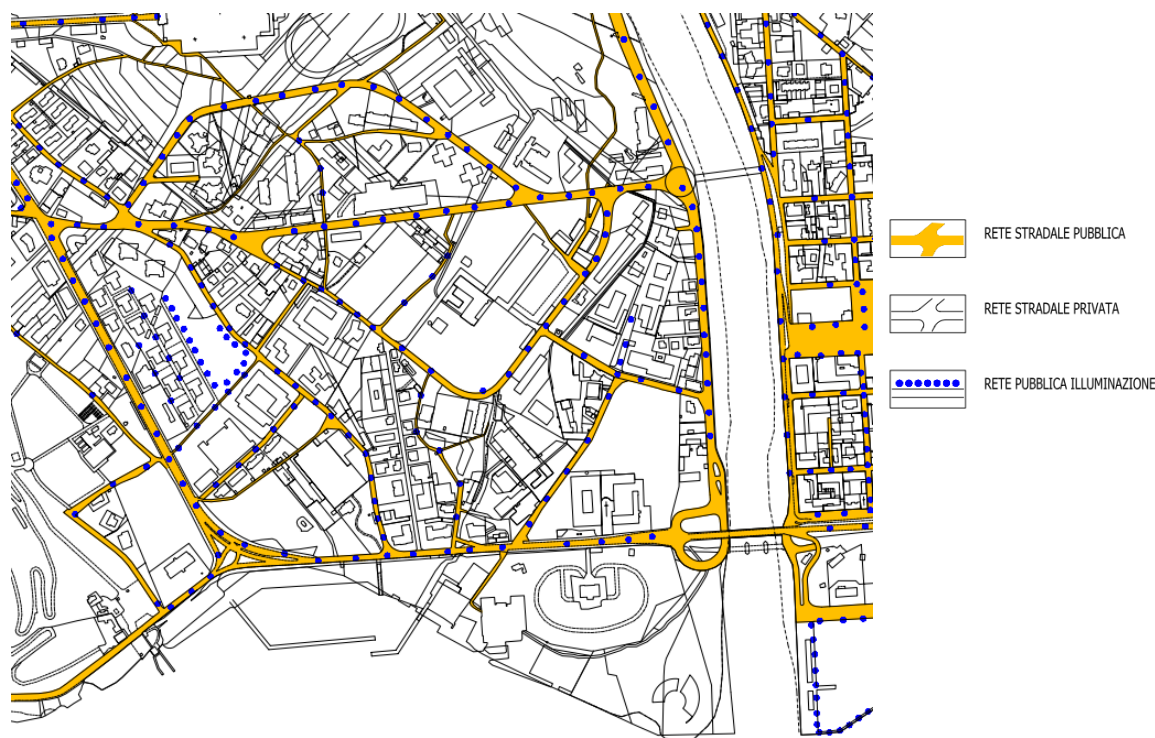 RETE STRADALE PUBBLICA
RETE STRADALE PRIVATA
RETE PUBBLICA ILLUMINAZIONE